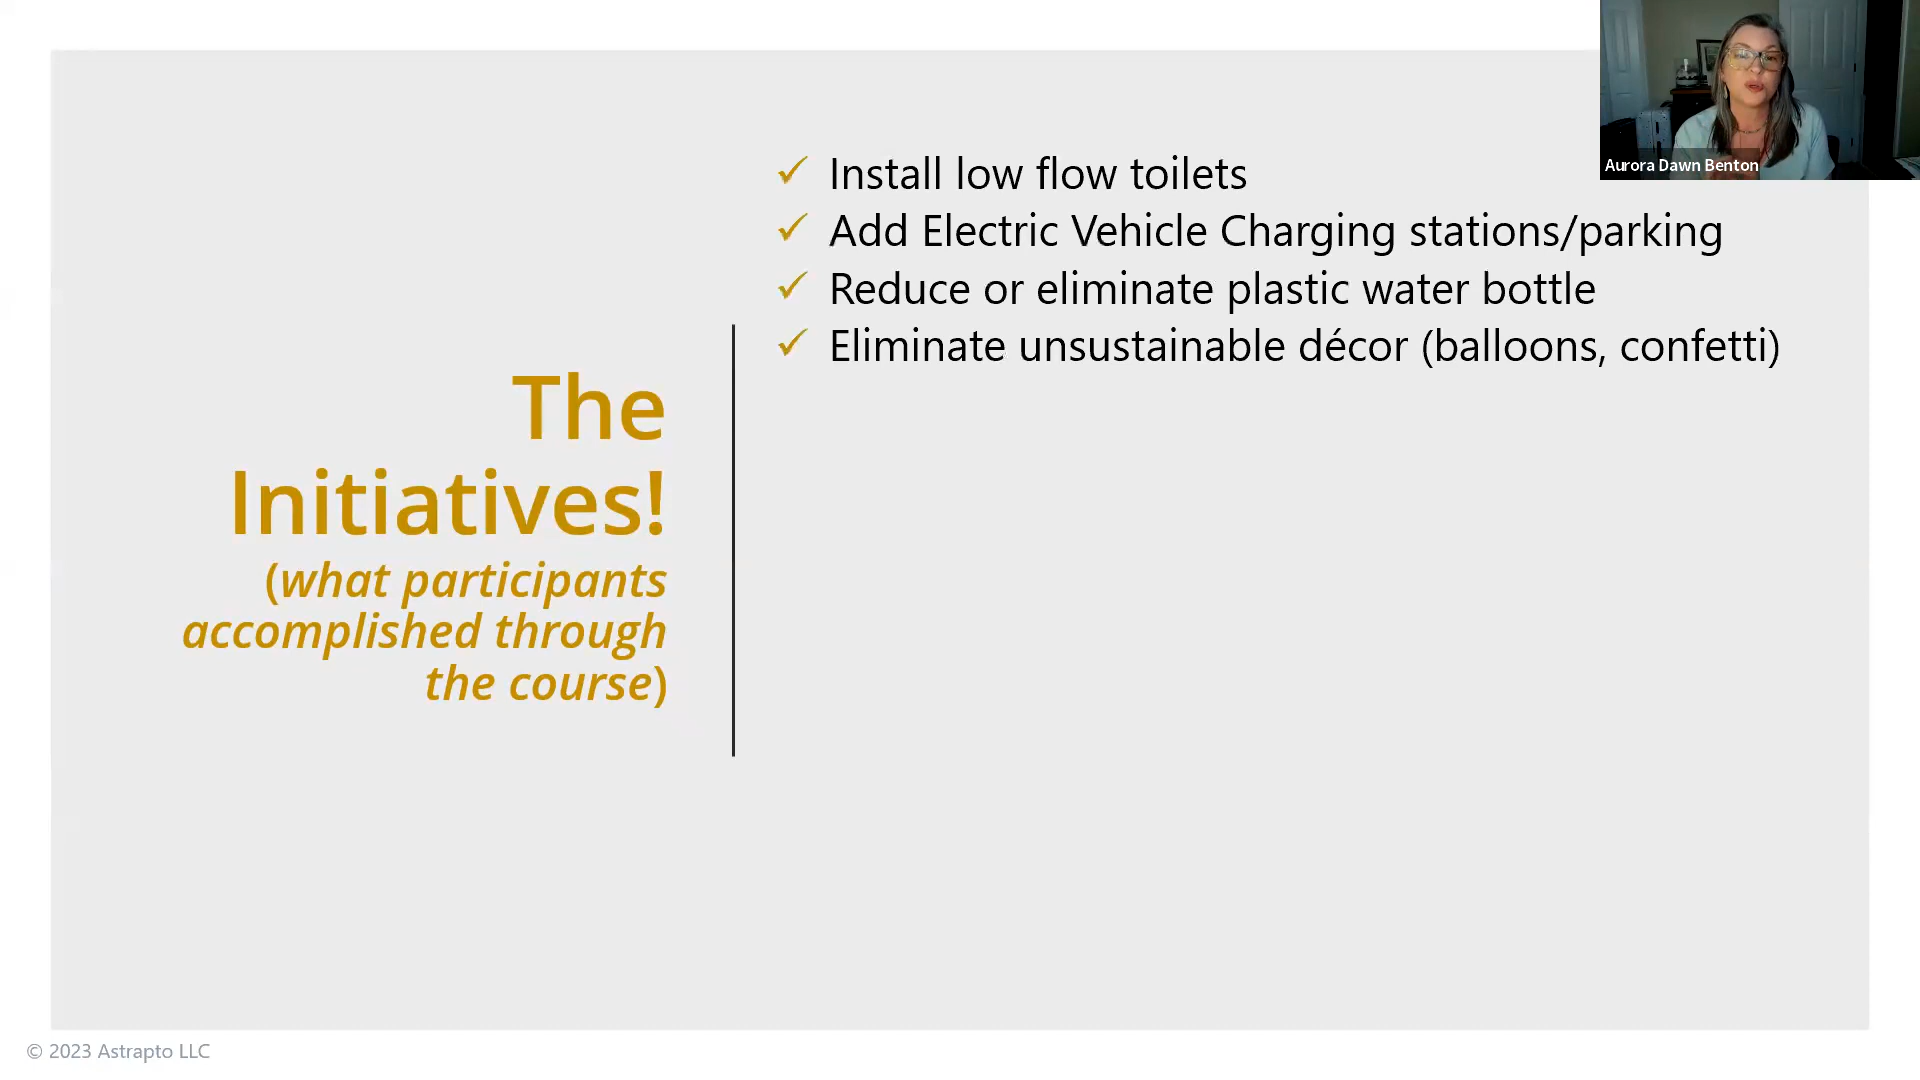 Aurora Dawn Benton
Install low flow toilets
Add Electric Vehicle Charging stations/parking
Reduce or eliminate plastic water bottle
Eliminate unsustainable décor (balloons, confetti)
The
Initiatives!
(what participants
accomplished through
the course)
© 2023 Astrapto LLC